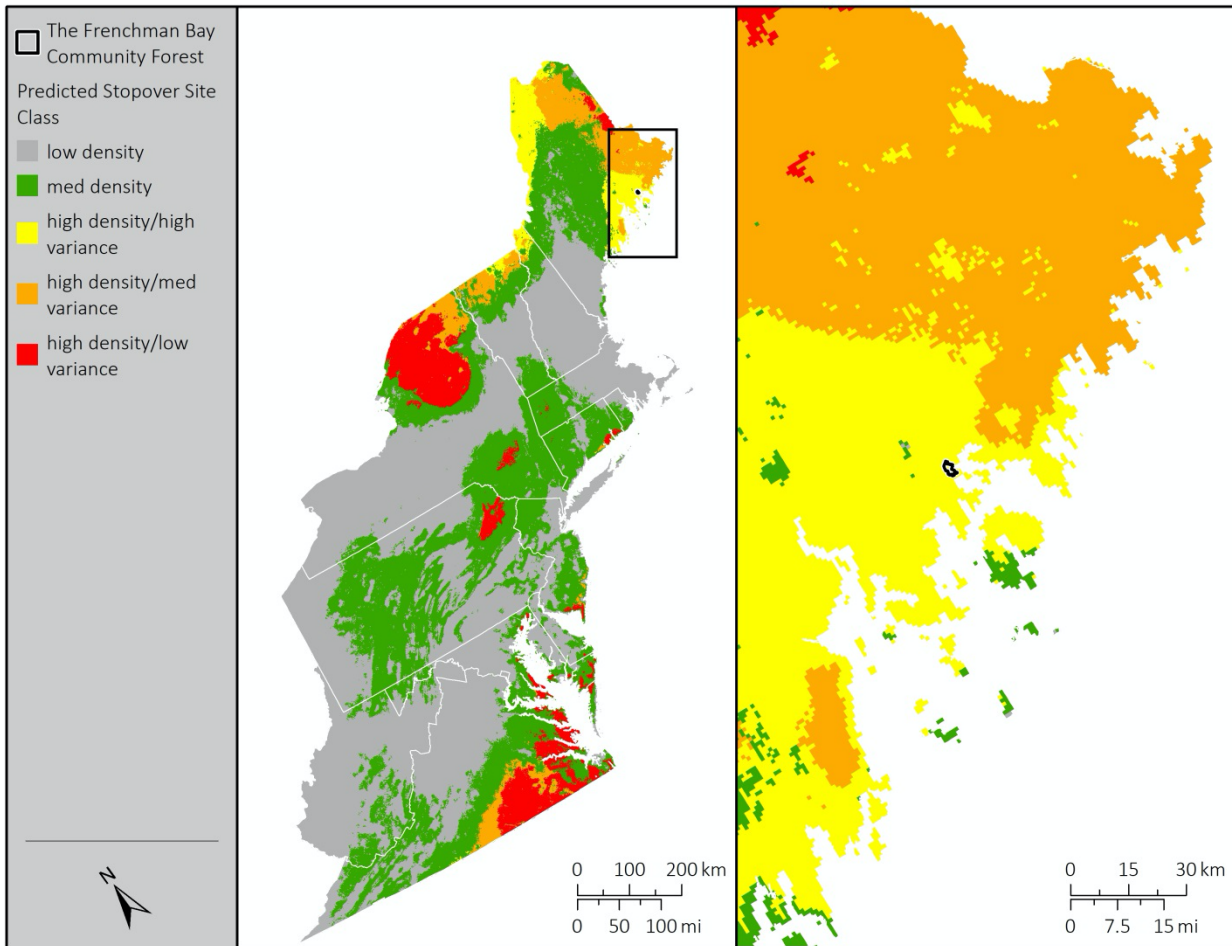 The Frenchman Bay
Community Forest
Predicted Stopover Site
Class
low density
med density
high density/high
variance
high density/med
variance
high density/low
variance
N
0 100 200 km
0 50 100 mi
0 15 30 km
0 7.5 15 mi